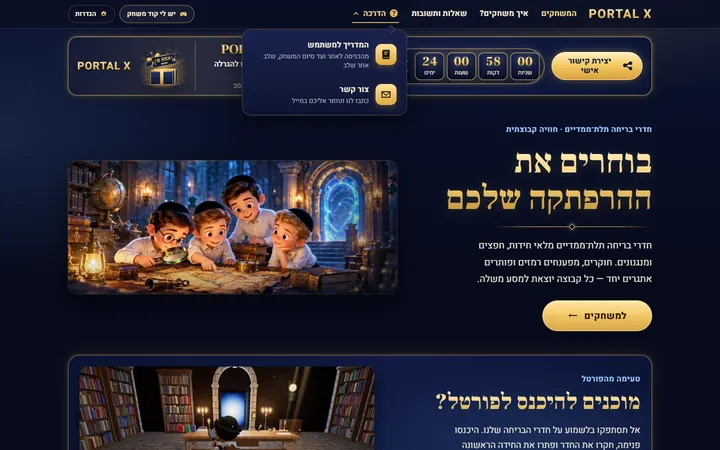 PORTAL X
המשחקים
איך משחקים?
שאלות ותשובות
הדרכה
יש לי קוד משחק
הגדרות
המדריך למשתמש
מהכניסה לאתר ועד סיום המשחק, שלב
אחר שלב
צור קשר
כתבו לנו ונחזור אליכם במייל
יצירת קישור
אישי
00
שניות
58
דקות
00
שעות
24
ימים
PORTAL X
חדרי בריחה תלת־ממדיים · חוויה קבוצתית
בוחרים את
ההרפתקה שלכם
חדרי בריחה תלת־ממדיים מלאי חידות, חפצים
ומנגנונים. חוקרים, מפענחים רמזים ופותרים
אתגרים יחד — כל קבוצה יוצאת למסע משלה.
למשחקים ←
טעימה מהפורטל
מוכנים להיכנס לפורטל?
אל תסתפקו בלשמוע על חדרי הבריחה שלנו. היכנסו
פנימה, חקרו את החדר ופתרו את החידה הראשונה